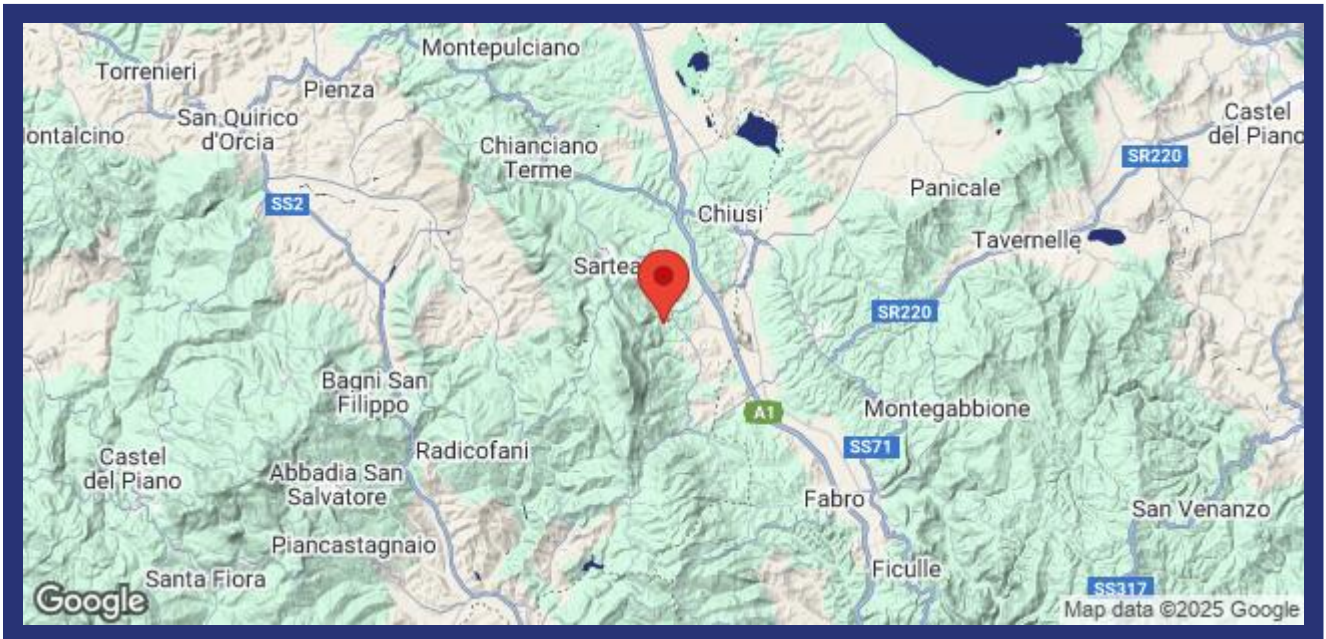 Montepulciano
Torrenieri
Pienza
San Quirico
d'Orcia
ontalcino
Chianciano
Terme
Castel
del Piano
SR220
Panicale
SS2
Chiusi
Tavernelle
Sartea
SR220
Bagni San
Filippo
A1
Montegabbione
SS71
Radicofani
Castel
del Piano
Abbadia San
Salvatore
Fabro
San Venanzo
Piancastagnaio
Ficulle
Santa Fiora
SS317
Google
Map data ©2025 Google